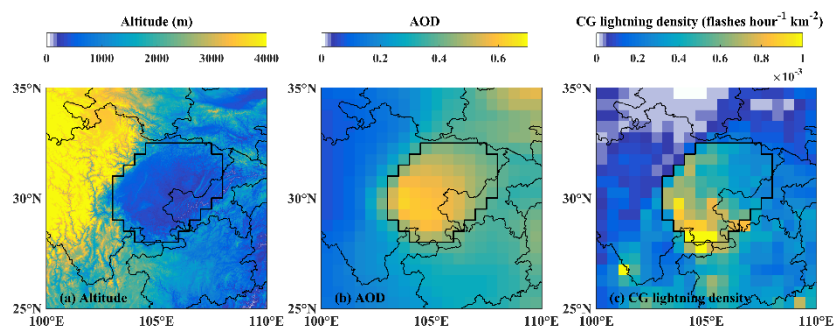 Altitude (m) AOD CG lightning density (flashes hour⁻¹ km⁻²)
0 1000 2000 3000 4000 0 0.2 0.4 0.6 0 0.2 0.4 0.6 0.8 1
×10⁻³
35°N 35°N 35°N
30°N 30°N 30°N
(a) Altitude (b) AOD (c) CG lightning density
25°N 25°N 25°N
100°E 105°E 110°E 100°E 105°E 110°E 100°E 105°E 110°E